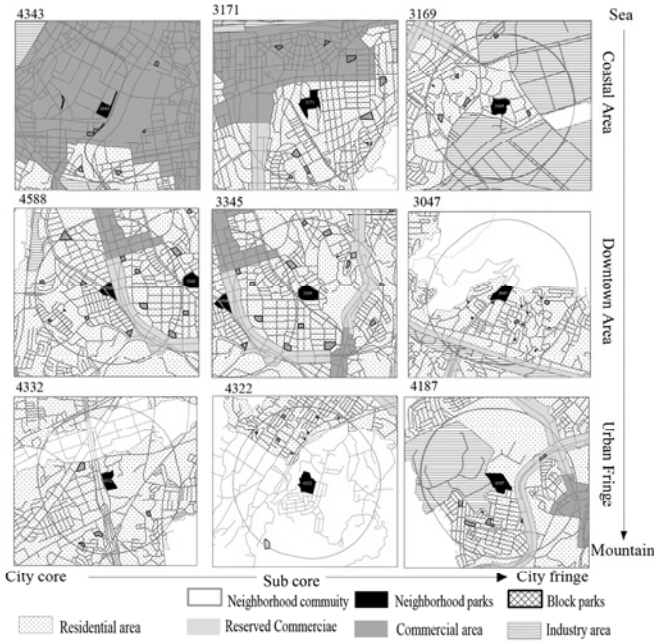 4343
3171
3169
Sea
Coastal Area
4588
3345
3047
Downtown Area
4332
4322
4187
Urban Fringe
Mountain
City core
Sub core
City fringe
Neighborhood commuity
Neighborhood parks
Block parks
Residential area
Reserved Commerciae
Commercial area
Industry area